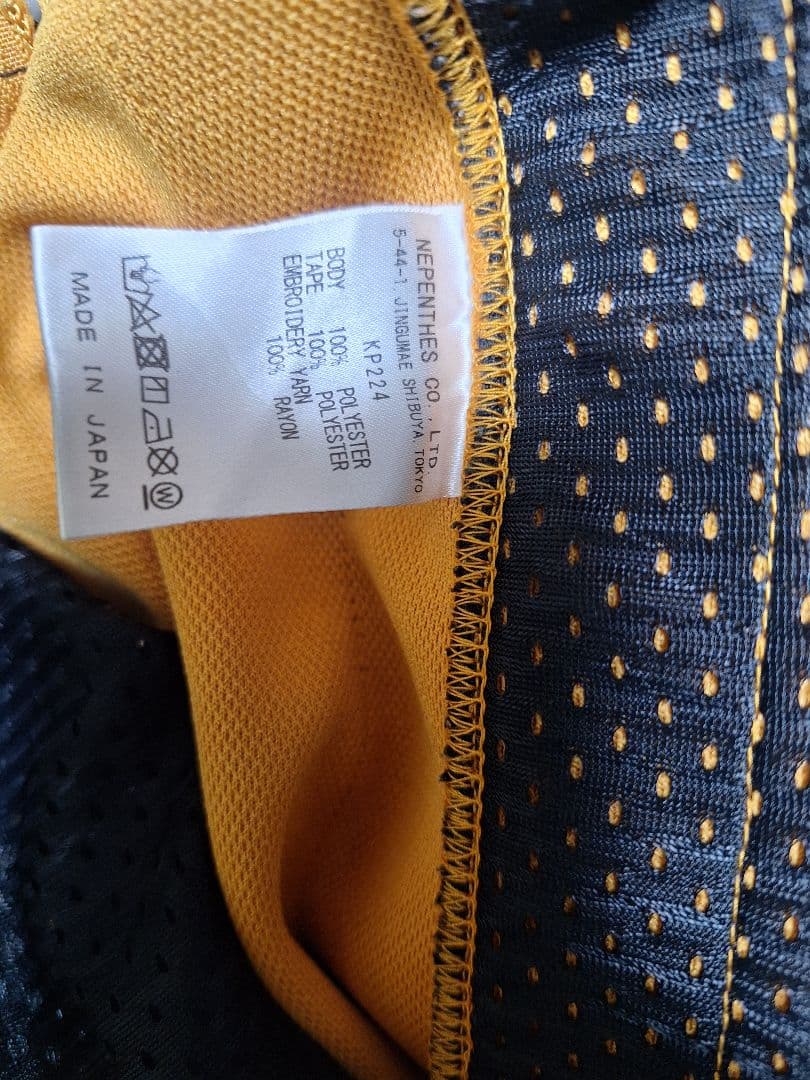 NEPENTHES CO.,LTD.
5-44-1 JINGUMAE SHIBUYA TOKYO
KP224
BODY 100% POLYESTER
TAPE 100% POLYESTER
EMBROIDERY YARN
100% RAYON
W
MADE IN JAPAN